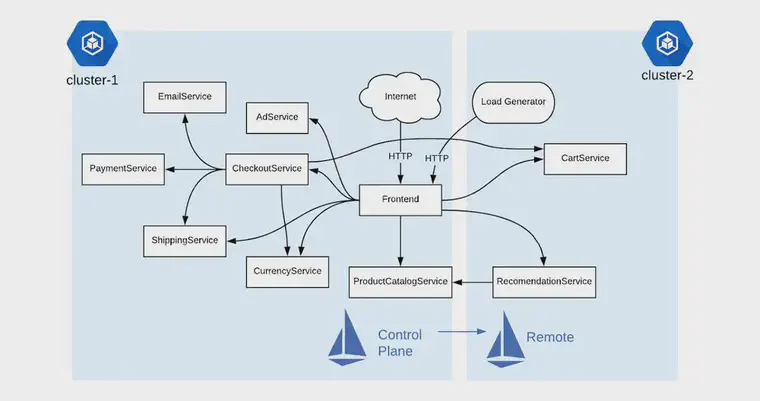 cluster-1
cluster-2
EmailService
Internet
Load Generator
AdService
HTTP
HTTP
PaymentService
CheckoutService
CartService
Frontend
ShippingService
CurrencyService
ProductCatalogService
RecomendationService
Control
Plane
Remote